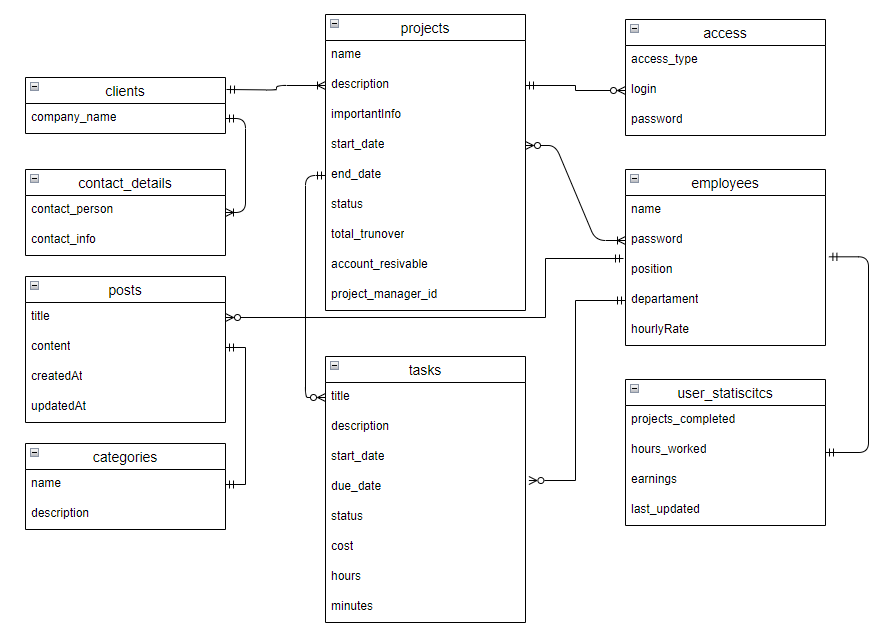 clients
company_name
contact_details
contact_person
contact_info
posts
title
content
createdAt
updatedAt
categories
name
description
projects
name
description
importantInfo
start_date
end_date
status
total_trunover
account_resivable
project_manager_id
tasks
title
description
start_date
due_date
status
cost
hours
minutes
access
access_type
login
password
employees
name
password
position
departament
hourlyRate
user_statiscitcs
projects_completed
hours_worked
earnings
last_updated